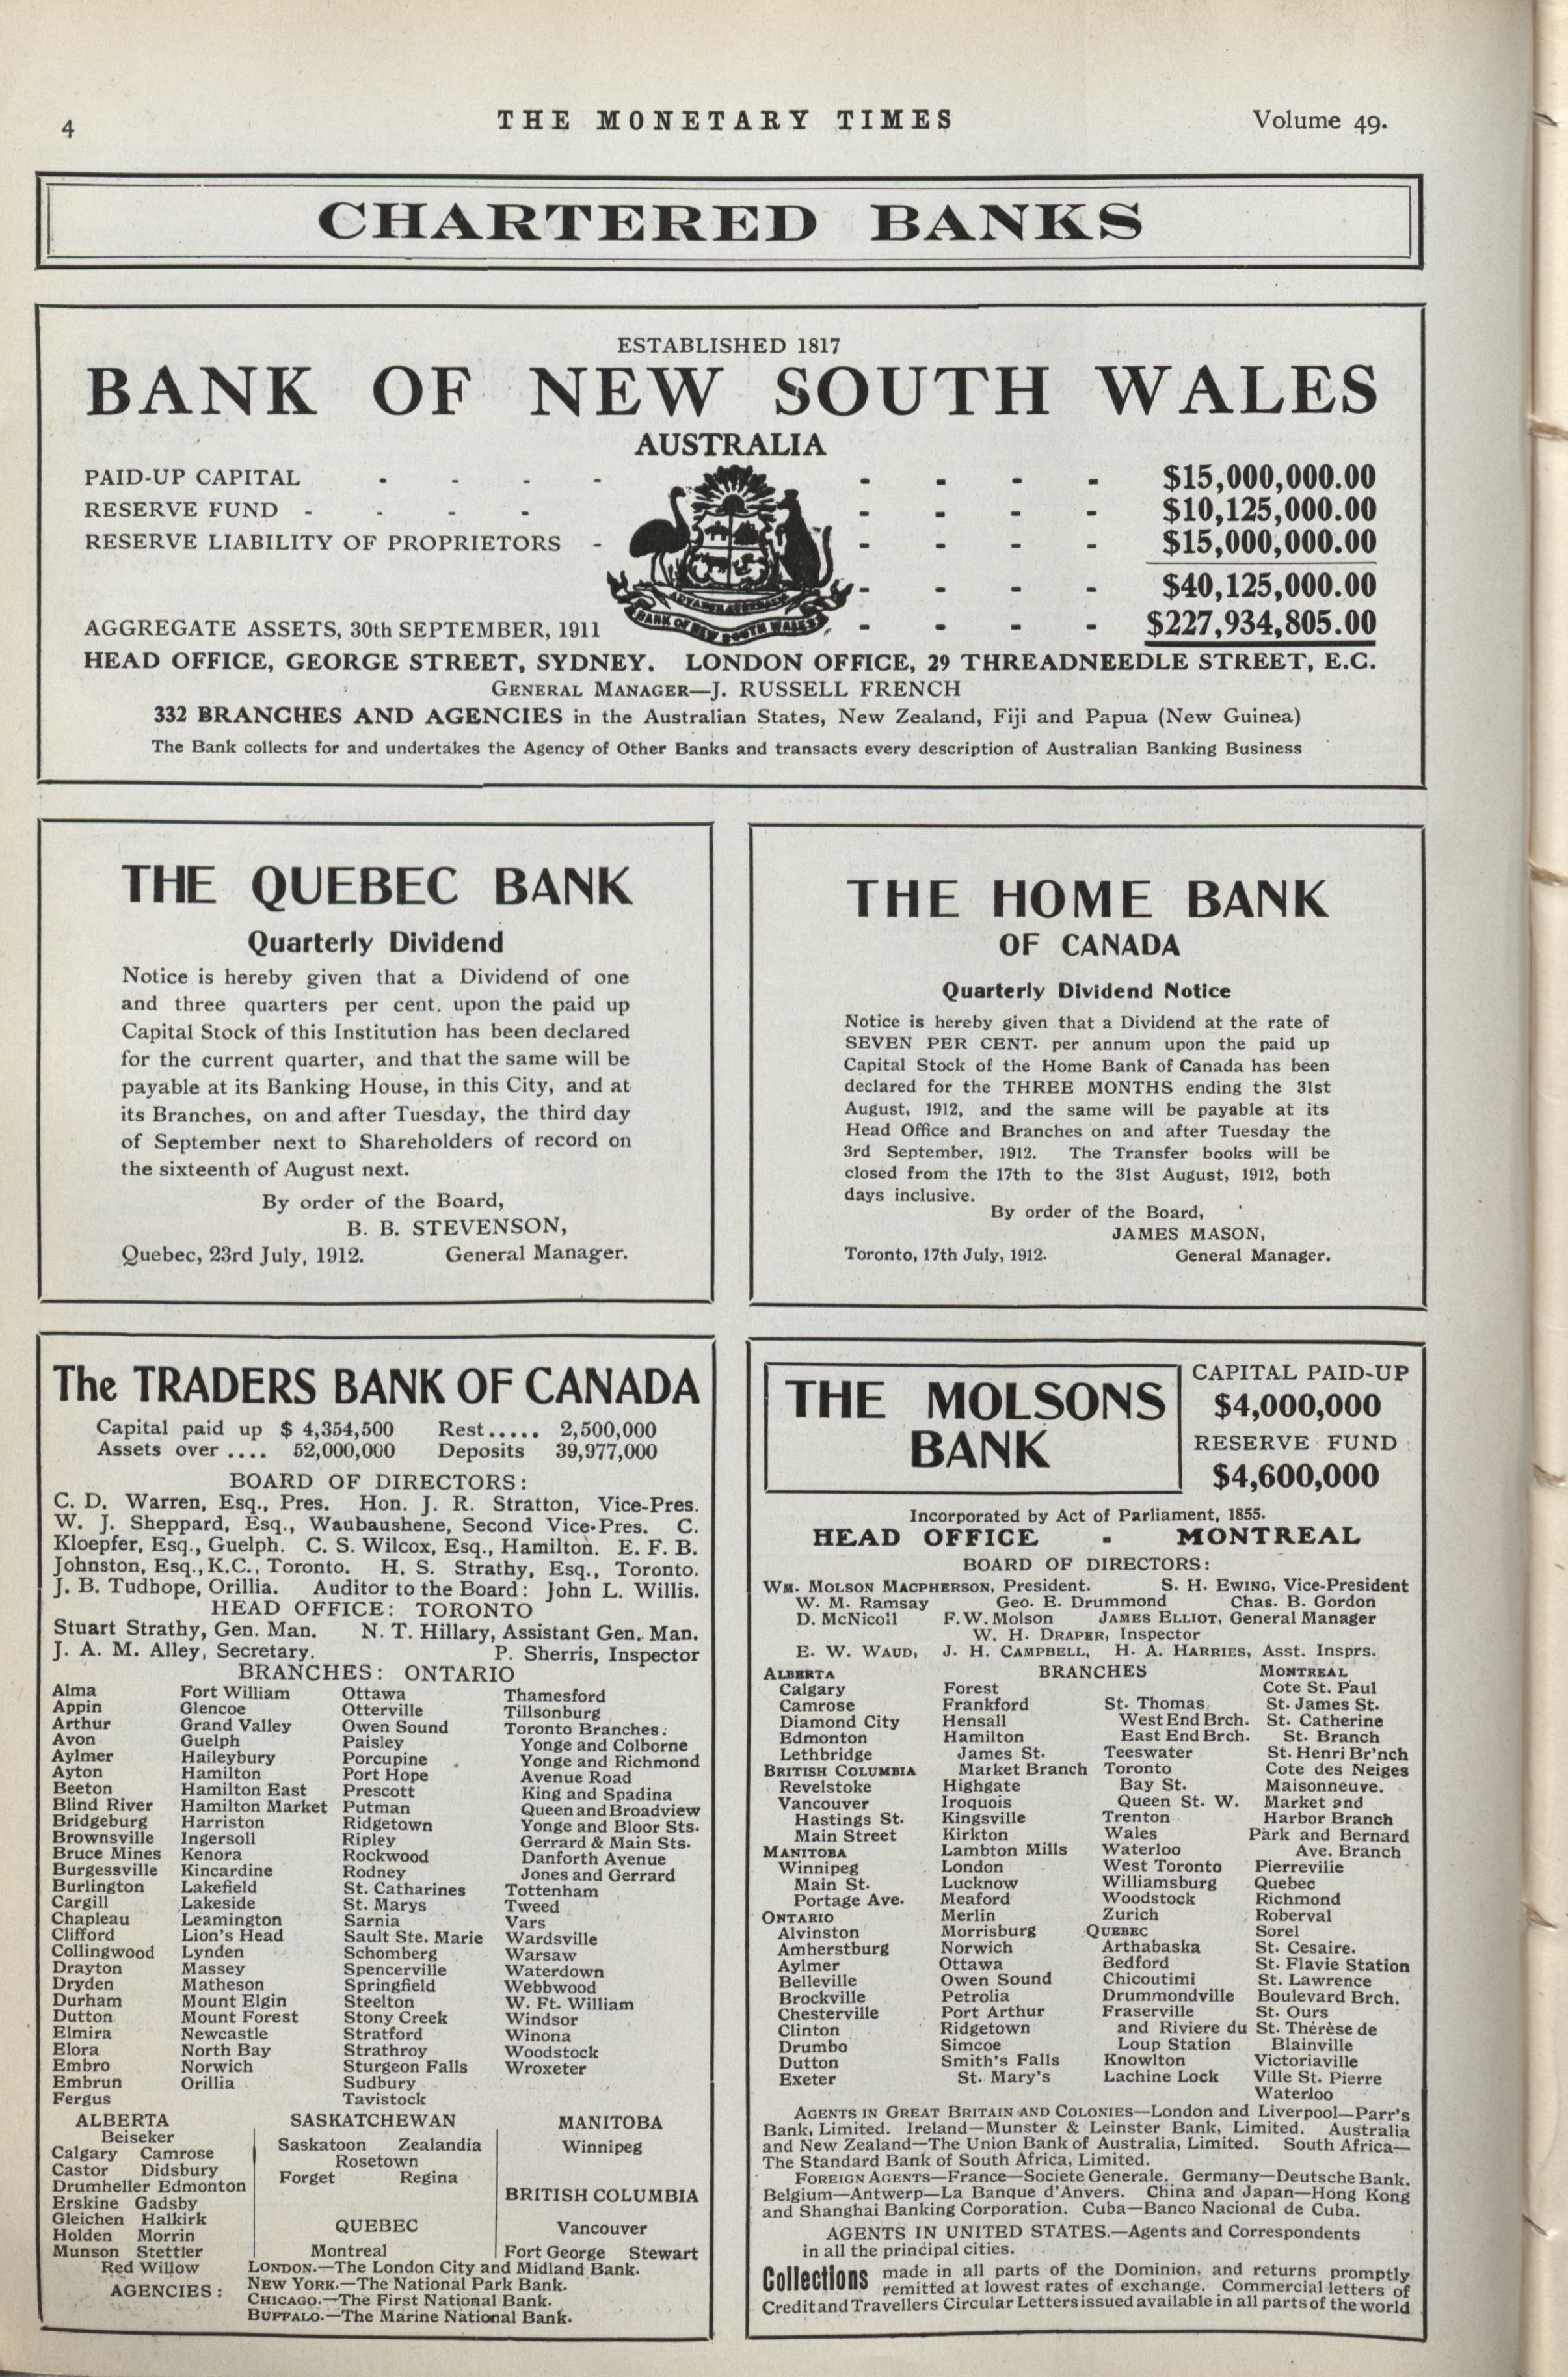 4
THE MONETARY TIMES
Volume 49.
CHARTERED BANKS
ESTABLISHED 1817
BANK OF NEW SOUTH WALES
AUSTRALIA
PAID-UP CAPITAL - - - - - - - - $15,000,000.00
RESERVE FUND - - - - - - - - $10,125,000.00
RESERVE LIABILITY OF PROPRIETORS - - - - - $15,000,000.00
- - - - $40,125,000.00
AGGREGATE ASSETS, 30th SEPTEMBER, 1911 - - - - $227,934,805.00
ADVANCE AUSTRALIA
BANK OF NEW SOUTH WALES
HEAD OFFICE, GEORGE STREET, SYDNEY. LONDON OFFICE, 29 THREADNEEDLE STREET, E.C.
GENERAL MANAGER—J. RUSSELL FRENCH
332 BRANCHES AND AGENCIES in the Australian States, New Zealand, Fiji and Papua (New Guinea)
The Bank collects for and undertakes the Agency of Other Banks and transacts every description of Australian Banking Business
THE QUEBEC BANK
Quarterly Dividend
Notice is hereby given that a Dividend of one
and three quarters per cent. upon the paid up
Capital Stock of this Institution has been declared
for the current quarter, and that the same will be
payable at its Banking House, in this City, and at
its Branches, on and after Tuesday, the third day
of September next to Shareholders of record on
the sixteenth of August next.
By order of the Board,
B. B. STEVENSON,
Quebec, 23rd July, 1912. General Manager.
THE HOME BANK
OF CANADA
Quarterly Dividend Notice
Notice is hereby given that a Dividend at the rate of
SEVEN PER CENT. per annum upon the paid up
Capital Stock of the Home Bank of Canada has been
declared for the THREE MONTHS ending the 31st
August, 1912, and the same will be payable at its
Head Office and Branches on and after Tuesday the
3rd September, 1912. The Transfer books will be
closed from the 17th to the 31st August, 1912, both
days inclusive.
By order of the Board,
JAMES MASON,
Toronto, 17th July, 1912. General Manager.
The TRADERS BANK OF CANADA
Capital paid up $ 4,354,500 Rest..... 2,500,000
Assets over .... 52,000,000 Deposits 39,977,000
BOARD OF DIRECTORS:
C. D. Warren, Esq., Pres. Hon. J. R. Stratton, Vice-Pres.
W. J. Sheppard, Esq., Waubaushene, Second Vice-Pres. C.
Kloepfer, Esq., Guelph. C. S. Wilcox, Esq., Hamilton. E. F. B.
Johnston, Esq., K.C., Toronto. H. S. Strathy, Esq., Toronto.
J. B. Tudhope, Orillia. Auditor to the Board: John L. Willis.
HEAD OFFICE: TORONTO
Stuart Strathy, Gen. Man. N. T. Hillary, Assistant Gen. Man.
J. A. M. Alley, Secretary. P. Sherris, Inspector
BRANCHES: ONTARIO
Alma
Appin
Arthur
Avon
Aylmer
Ayton
Beeton
Blind River
Bridgeburg
Brownsville
Bruce Mines
Burgessville
Burlington
Cargill
Chapleau
Clifford
Collingwood
Drayton
Dryden
Durham
Dutton
Elmira
Elora
Embro
Embrun
Fergus
Fort William
Glencoe
Grand Valley
Guelph
Haileybury
Hamilton
Hamilton East
Hamilton Market
Harriston
Ingersoll
Kenora
Kincardine
Lakefield
Lakeside
Leamington
Lion's Head
Lynden
Massey
Matheson
Mount Elgin
Mount Forest
Newcastle
North Bay
Norwich
Orillia
Ottawa
Otterville
Owen Sound
Paisley
Porcupine
Port Hope
Prescott
Putman
Ridgetown
Ripley
Rockwood
Rodney
St. Catharines
St. Marys
Sarnia
Sault Ste. Marie
Schomberg
Spencerville
Springfield
Steelton
Stony Creek
Stratford
Strathroy
Sturgeon Falls
Sudbury
Tavistock
Thamesford
Tillsonburg
Toronto Branches:
Yonge and Colborne
Yonge and Richmond
Avenue Road
King and Spadina
Queen and Broadview
Yonge and Bloor Sts.
Gerrard & Main Sts.
Danforth Avenue
Jones and Gerrard
Tottenham
Tweed
Vars
Wardsville
Warsaw
Waterdown
Webbwood
W. Ft. William
Windsor
Winona
Woodstock
Wroxeter
ALBERTA
Beiseker
Calgary Camrose
Castor Didsbury
Drumheller Edmonton
Erskine Gadsby
Gleichen Halkirk
Holden Morrin
Munson Stettler
Red Willow
SASKATCHEWAN
Saskatoon Zealandia
Rosetown
Forget Regina
QUEBEC
Montreal
MANITOBA
Winnipeg
BRITISH COLUMBIA
Vancouver
Fort George Stewart
AGENCIES:
LONDON.—The London City and Midland Bank.
NEW YORK.—The National Park Bank.
CHICAGO.—The First National Bank.
BUFFALO.—The Marine National Bank.
THE MOLSONS
BANK
CAPITAL PAID-UP
$4,000,000
RESERVE FUND
$4,600,000
Incorporated by Act of Parliament, 1855.
HEAD OFFICE - MONTREAL
BOARD OF DIRECTORS:
WM. MOLSON MACPHERSON, President. S. H. EWING, Vice-President
W. M. Ramsay Geo. E. Drummond Chas. B. Gordon
D. McNicoll F. W. Molson JAMES ELLIOT, General Manager
W. H. DRAPER, Inspector
E. W. WAUD, J. H. CAMPBELL, H. A. HARRIES, Asst. Insprs.
BRANCHES
ALBERTA
Calgary
Camrose
Diamond City
Edmonton
Lethbridge
BRITISH COLUMBIA
Revelstoke
Vancouver
Hastings St.
Main Street
MANITOBA
Winnipeg
Main St.
Portage Ave.
ONTARIO
Alvinston
Amherstburg
Aylmer
Belleville
Brockville
Chesterville
Clinton
Drumbo
Dutton
Exeter
Forest
Frankford
Hensall
Hamilton
James St.
Market Branch
Highgate
Iroquois
Kingsville
Kirkton
Lambton Mills
London
Lucknow
Meaford
Merlin
Morrisburg
Norwich
Ottawa
Owen Sound
Petrolia
Port Arthur
Ridgetown
Simcoe
Smith's Falls
St. Mary's
St. Thomas
West End Brch.
East End Brch.
Teeswater
Toronto
Bay St.
Queen St. W.
Trenton
Wales
Waterloo
West Toronto
Williamsburg
Woodstock
Zurich
QUEBEC
Arthabaska
Bedford
Chicoutimi
Drummondville
Fraserville
and Riviere du
Loup Station
Knowlton
Lachine Lock
MONTREAL
Cote St. Paul
St. James St.
St. Catherine
St. Branch
St. Henri Br'nch
Cote des Neiges
Maisonneuve.
Market and
Harbor Branch
Park and Bernard
Ave. Branch
Pierreville
Quebec
Richmond
Roberval
Sorel
St. Cesaire.
St. Flavie Station
St. Lawrence
Boulevard Brch.
St. Ours
St. Thérèse de
Blainville
Victoriaville
Ville St. Pierre
Waterloo
AGENTS IN GREAT BRITAIN AND COLONIES—London and Liverpool—Parr's
Bank, Limited. Ireland—Munster & Leinster Bank, Limited. Australia
and New Zealand—The Union Bank of Australia, Limited. South Africa—
The Standard Bank of South Africa, Limited.
FOREIGN AGENTS—France—Societe Generale. Germany—Deutsche Bank.
Belgium—Antwerp—La Banque d'Anvers. China and Japan—Hong Kong
and Shanghai Banking Corporation. Cuba—Banco Nacional de Cuba.
AGENTS IN UNITED STATES.—Agents and Correspondents
in all the principal cities.
Collections made in all parts of the Dominion, and returns promptly
remitted at lowest rates of exchange. Commercial letters of
Credit and Travellers Circular Letters issued available in all parts of the world